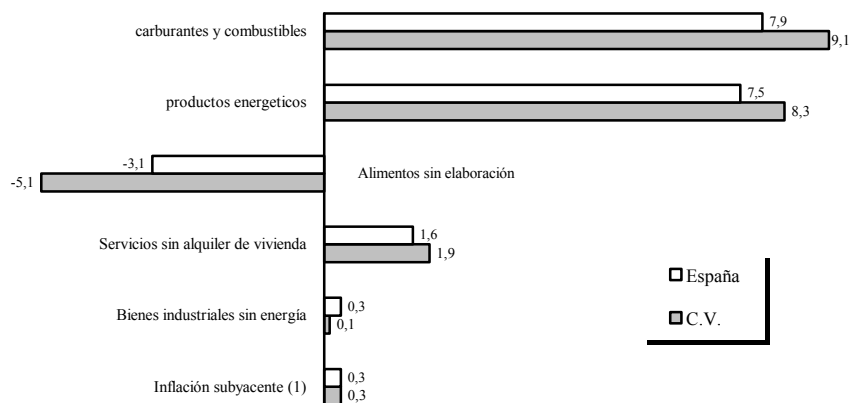 carburantes y combustibles
7,9
9,1
productos energeticos
7,5
8,3
-3,1
-5,1
Alimentos sin elaboración
Servicios sin alquiler de vivienda
1,6
1,9
Bienes industriales sin energía
0,3
0,1
Inflación subyacente (1)
0,3
0,3
España
C.V.